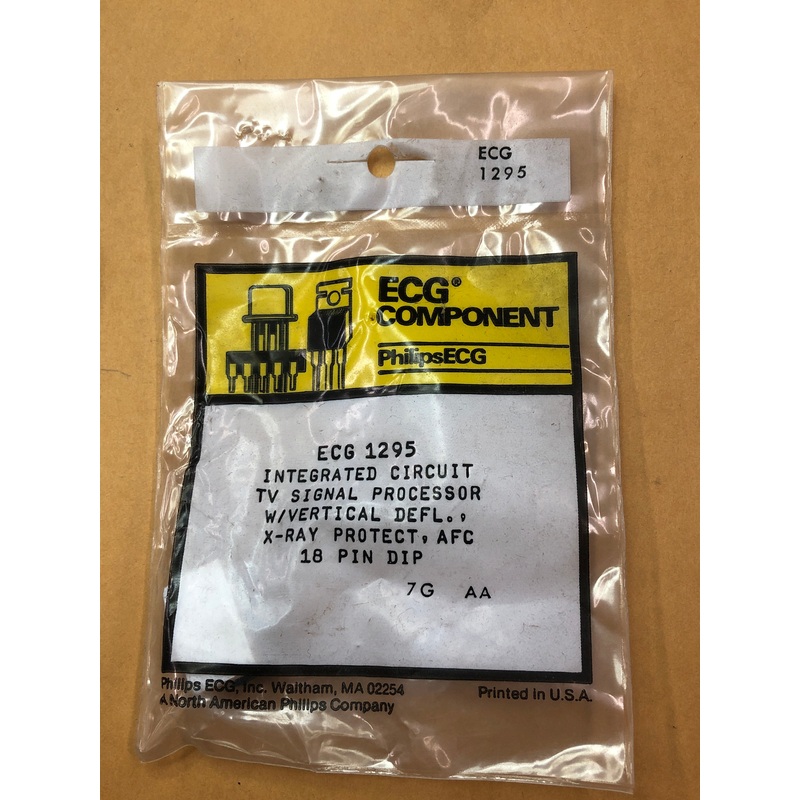 ECG
1295
ECG®
COMPONENT
PhilipsECG
ECG 1295
INTEGRATED CIRCUIT
TV SIGNAL PROCESSOR
W/VERTICAL DEFL.,
X-RAY PROTECT, AFC
18 PIN DIP
7G AA
Philips ECG, Inc. Waltham, MA 02254
A North American Philips Company
Printed in U.S.A.